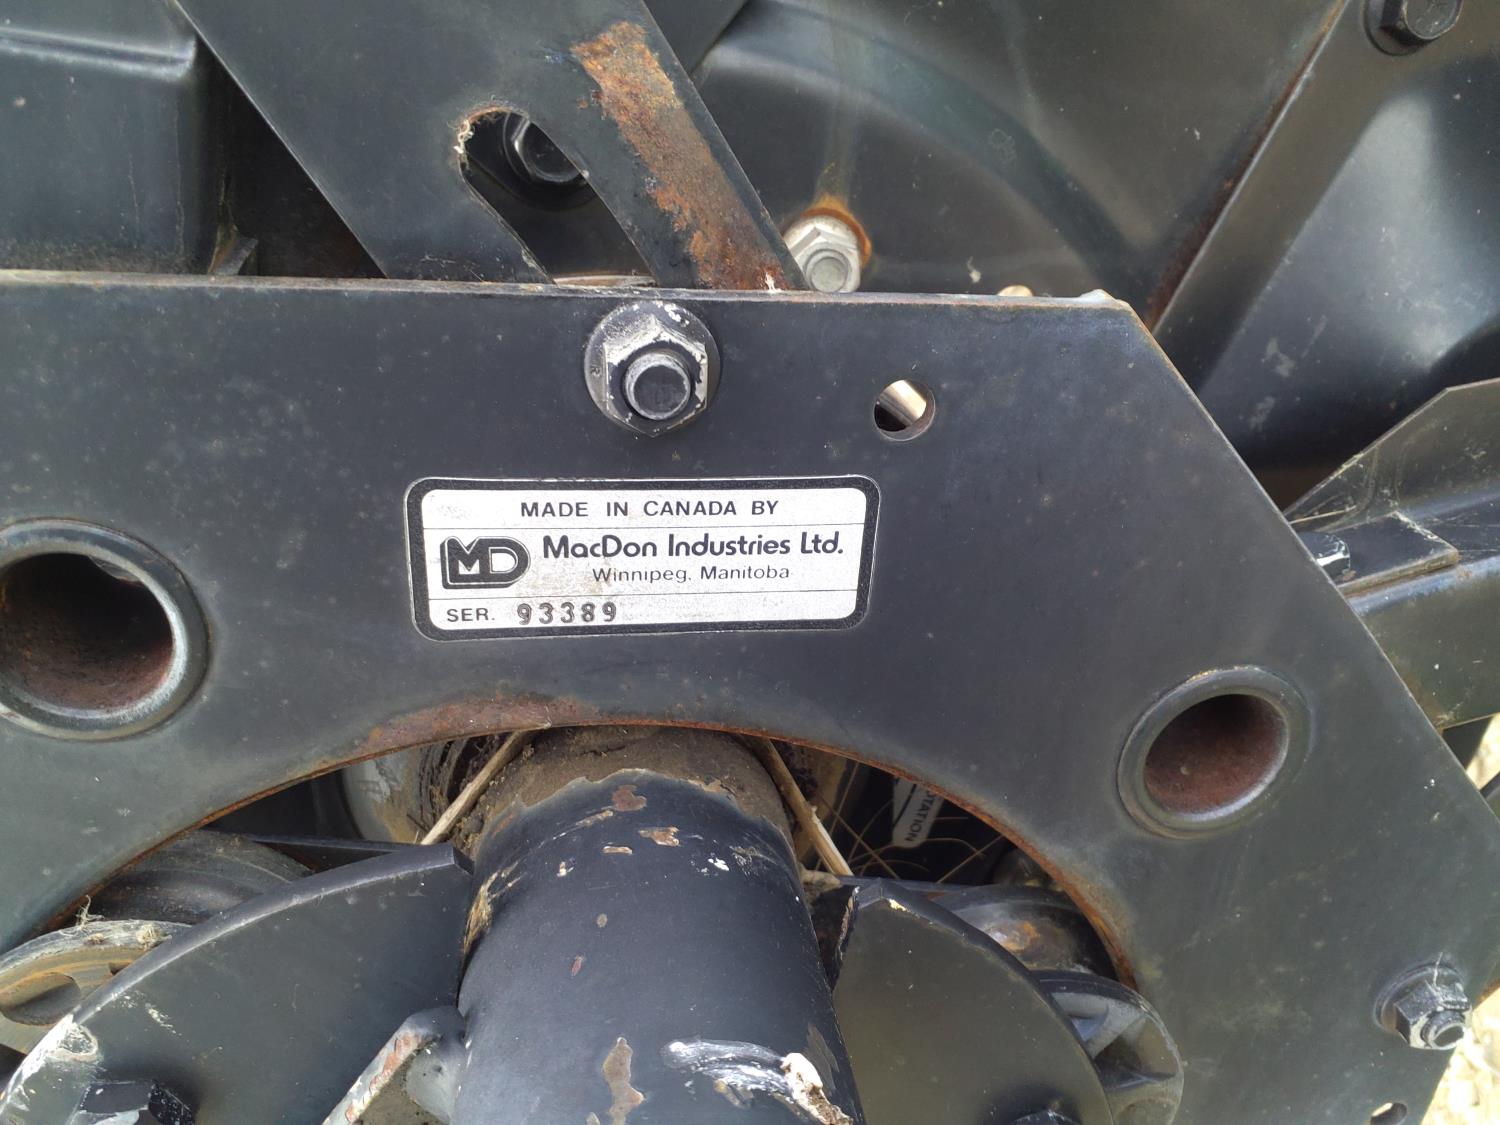 MADE IN CANADA BY
MD MacDon Industries Ltd.
Winnipeg, Manitoba
SER. 93389